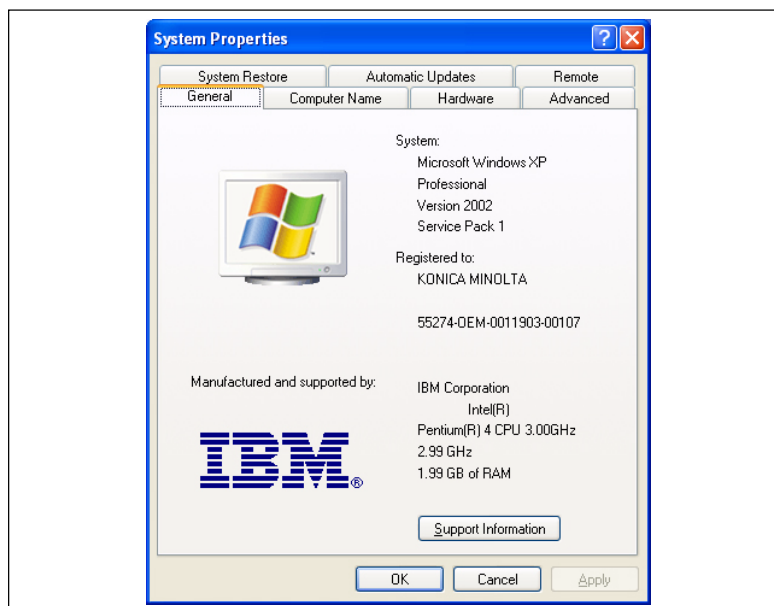 System Properties
System Restore
Automatic Updates
Remote
General
Computer Name
Hardware
Advanced
System:
Microsoft Windows XP
Professional
Version 2002
Service Pack 1
Registered to:
KONICA MINOLTA
55274-OEM-0011903-00107
Manufactured and supported by:
IBM®
IBM Corporation
Intel(R)
Pentium(R) 4 CPU 3.00GHz
2.99 GHz
1.99 GB of RAM
Support Information
OK
Cancel
Apply